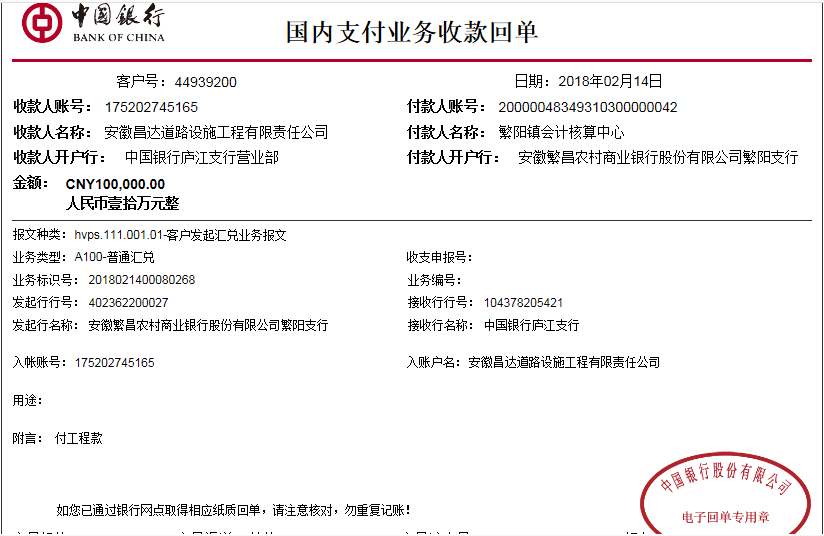 中国银行
BANK OF CHINA
国内支付业务收款回单
客户号：44939200 日期：2018年02月14日
收款人账号：175202745165 付款人账号：20000048349310300000042
收款人名称：安徽昌达道路设施工程有限责任公司 付款人名称：繁阳镇会计核算中心
收款人开户行：中国银行庐江支行营业部 付款人开户行：安徽繁昌农村商业银行股份有限公司繁阳支行
金额：CNY100,000.00
人民币壹拾万元整
报文种类：hvps.111.001.01-客户发起汇兑业务报文
业务类型：A100-普通汇兑 收支申报号：
业务标识号：2018021400080268 业务编号：
发起行行号：402362200027 接收行行号：104378205421
发起行名称：安徽繁昌农村商业银行股份有限公司繁阳支行 接收行名称：中国银行庐江支行
入帐账号：175202745165 入账户名：安徽昌达道路设施工程有限责任公司
用途：
附言：付工程款
中国银行股份有限公司
电子回单专用章
如您已通过银行网点取得相应纸质回单，请注意核对，勿重复记账！